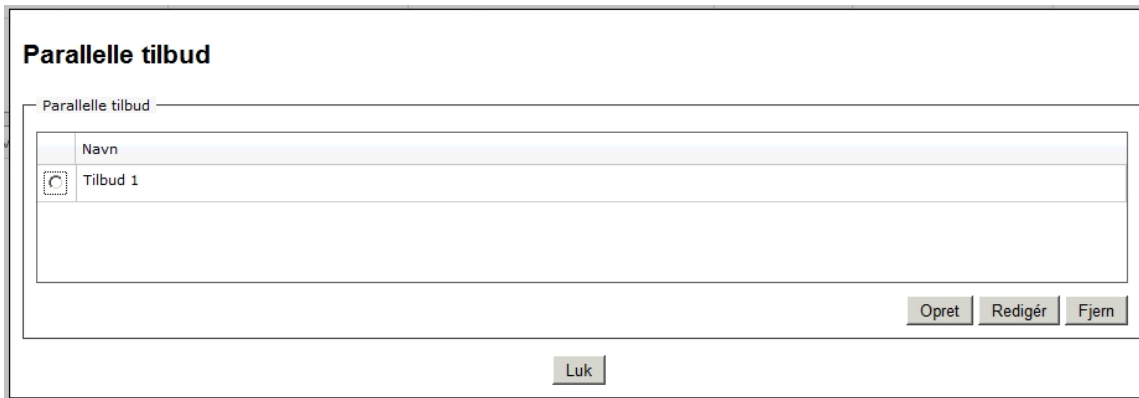 Parallelle tilbud
Parallelle tilbud
Navn
Tilbud 1
Opret Redigér Fjern
Luk